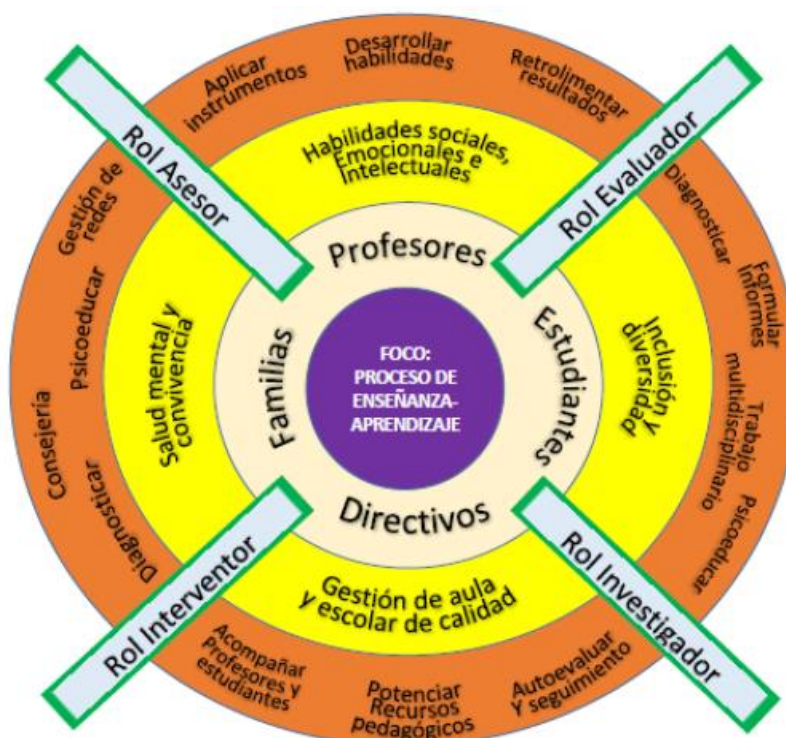 Aplicar
instrumentos
Desarrollar
habilidades
Retrolimentar
resultados
Rol Asesor
Rol Evaluador
Habilidades sociales,
Emocionales e
Intelectuales
Gestión de
redes
Diagnosticar
Profesores
Formular
Informes
Psicoeducar
Salud mental y
convivencia
Familias
FOCO:
PROCESO DE
ENSEÑANZA-
APRENDIZAJE
Estudiantes
Inclusión y
diversidad
Trabajo
multidisciplinario
Consejería
Diagnosticar
Directivos
Psicoeducar
Rol Interventor
Gestión de aula
y escolar de calidad
Rol Investigador
Acompañar
Profesores y
estudiantes
Potenciar
Recursos
pedagógicos
Autoevaluar
Y seguimiento